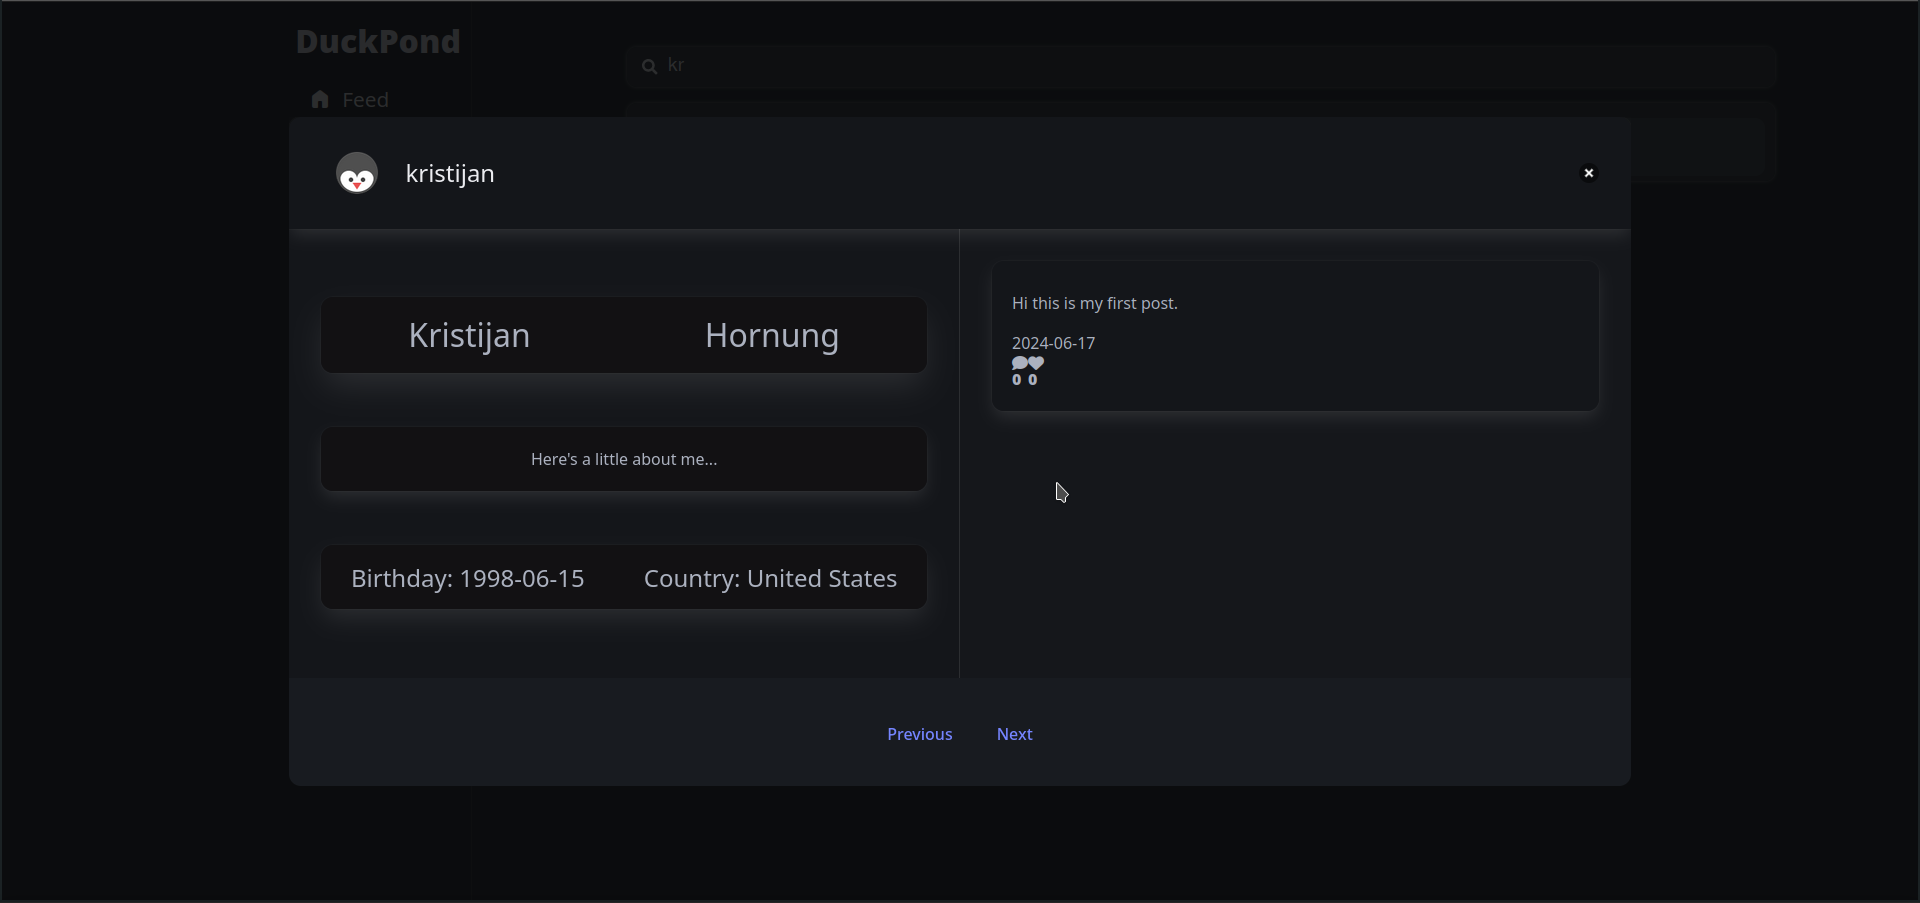 DuckPond
kr
Feed
kristijan
Kristijan Hornung
Here's a little about me...
Birthday: 1998-06-15 Country: United States
Hi this is my first post.
2024-06-17
0 0
Previous Next